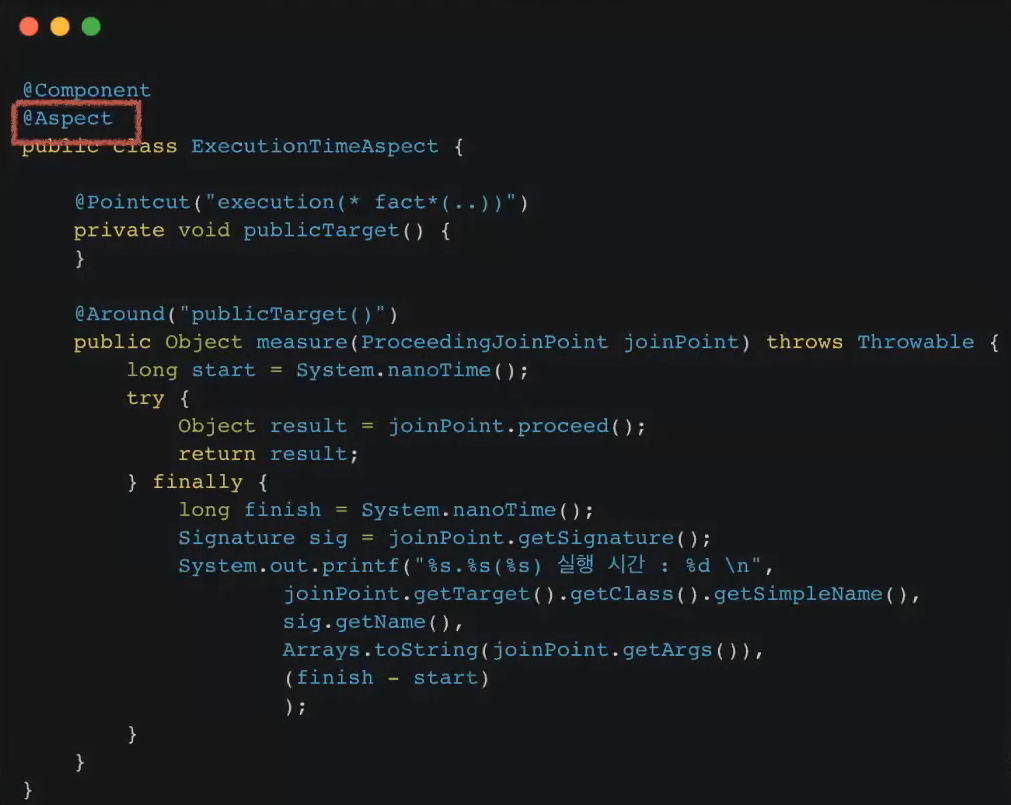 @Component
@Aspect
public class ExecutionTimeAspect {
@Pointcut("execution(* fact*(..))")
private void publicTarget() {
}
@Around("publicTarget()")
public Object measure(ProceedingJoinPoint joinPoint) throws Throwable {
long start = System.nanoTime();
try {
Object result = joinPoint.proceed();
return result;
} finally {
long finish = System.nanoTime();
Signature sig = joinPoint.getSignature();
System.out.printf("%s.%s(%s) 실행 시간 : %d \n",
joinPoint.getTarget().getClass().getSimpleName(),
sig.getName(),
Arrays.toString(joinPoint.getArgs()),
(finish - start)
);
}
}
}